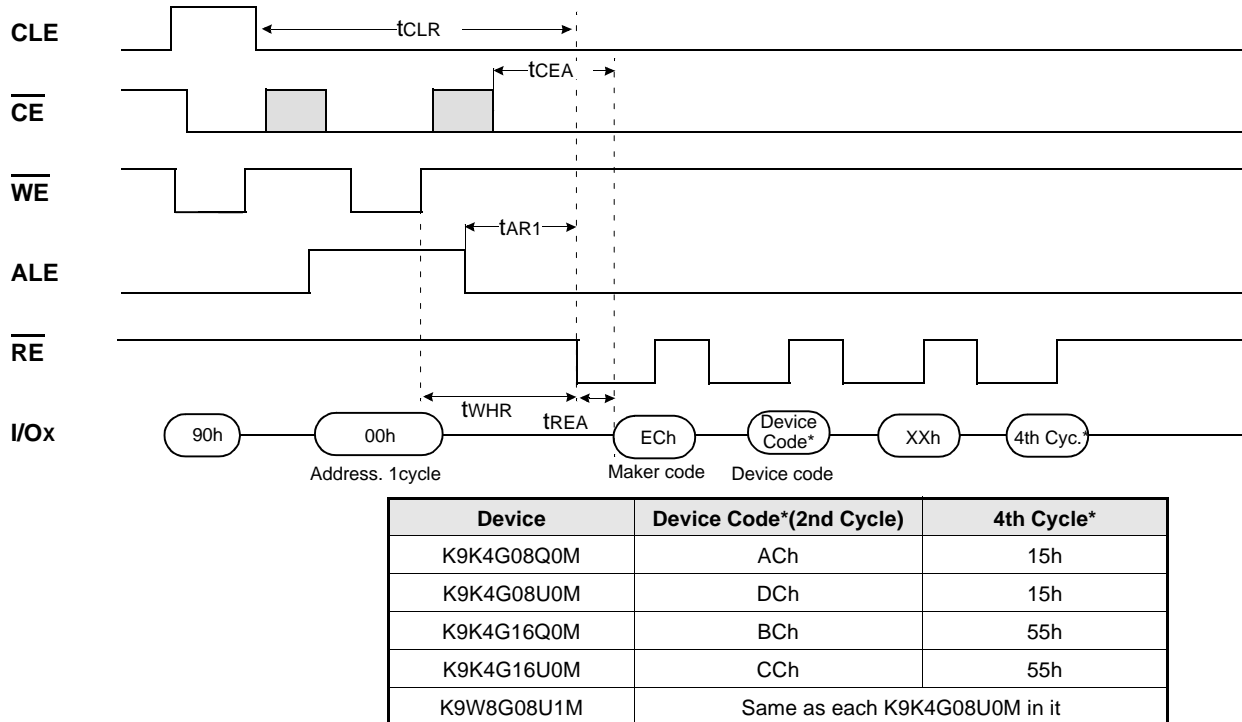 CLE
tCLR
tCEA
CE
WE
tAR1
ALE
RE
tWHR
tREA
I/Ox
90h
00h
ECh
Device
Code*
XXh
4th Cyc.*
Address. 1cycle
Maker code
Device code
Device Device Code*(2nd Cycle) 4th Cycle*
K9K4G08Q0M ACh 15h
K9K4G08U0M DCh 15h
K9K4G16Q0M BCh 55h
K9K4G16U0M CCh 55h
K9W8G08U1M Same as each K9K4G08U0M in it